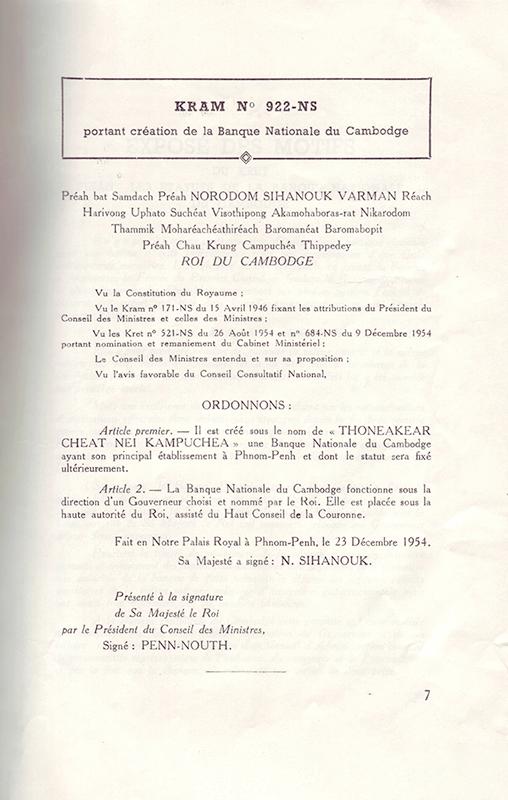 KRAM Nº 922-NS
portant création de la Banque Nationale du Cambodge
Préah bat Samdach Préah NORODOM SIHANOUK VARMAN Réach
Harivong Uphato Suchéat Visothipong Akamohaboras-rat Nikarodom
Thammik Moharéachéathiréach Baromanéat Baromabopit
Préah Chau Krung Campuchéa Thippedey
ROI DU CAMBODGE
Vu la Constitution du Royaume ;
Vu le Kram nº 171-NS du 15 Avril 1946 fixant les attributions du Président du
Conseil des Ministres et celles des Ministres ;
Vu les Kret nº 521-NS du 26 Août 1954 et nº 684-NS du 9 Décembre 1954
portant nomination et remaniement du Cabinet Ministériel ;
Le Conseil des Ministres entendu et sur sa proposition ;
Vu l'avis favorable du Conseil Consultatif National,
ORDONNONS :
Article premier. — Il est créé sous le nom de « THONEAKEAR
CHEAT NEI KAMPUCHEA » une Banque Nationale du Cambodge
ayant son principal établissement à Phnom-Penh et dont le statut sera fixé
ultérieurement.
Article 2. — La Banque Nationale du Cambodge fonctionne sous la
direction d'un Gouverneur choisi et nommé par le Roi. Elle est placée sous la
haute autorité du Roi, assisté du Haut Conseil de la Couronne.
Fait en Notre Palais Royal à Phnom-Penh, le 23 Décembre 1954.
Sa Majesté a signé : N. SIHANOUK.
Présenté à la signature
de Sa Majesté le Roi
par le Président du Conseil des Ministres,
Signé : PENN-NOUTH.
7